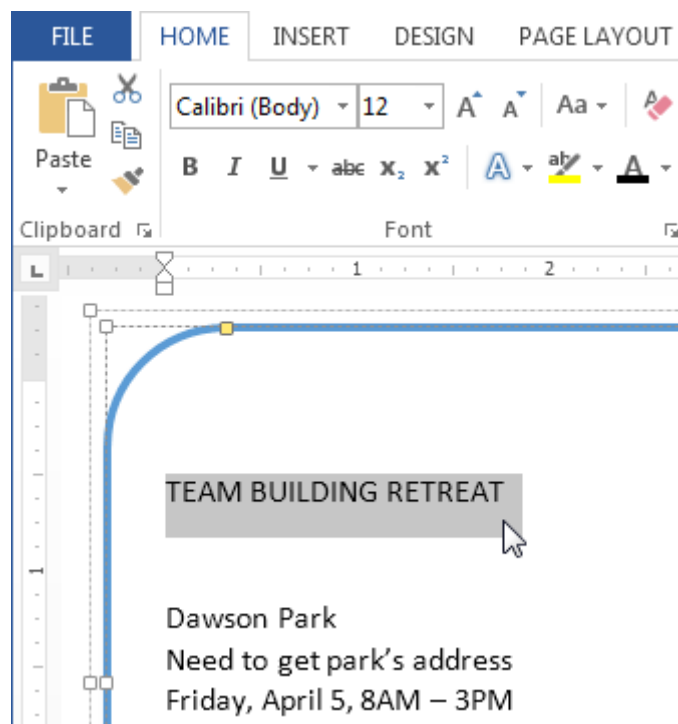 FILE HOME INSERT DESIGN PAGE LAYOUT
Calibri (Body) 12 A A Aa A
Paste
B I U abc X₂ X² A ab A
Clipboard Font
L 1 2
TEAM BUILDING RETREAT
1
Dawson Park
Need to get park's address
Friday, April 5, 8AM – 3PM